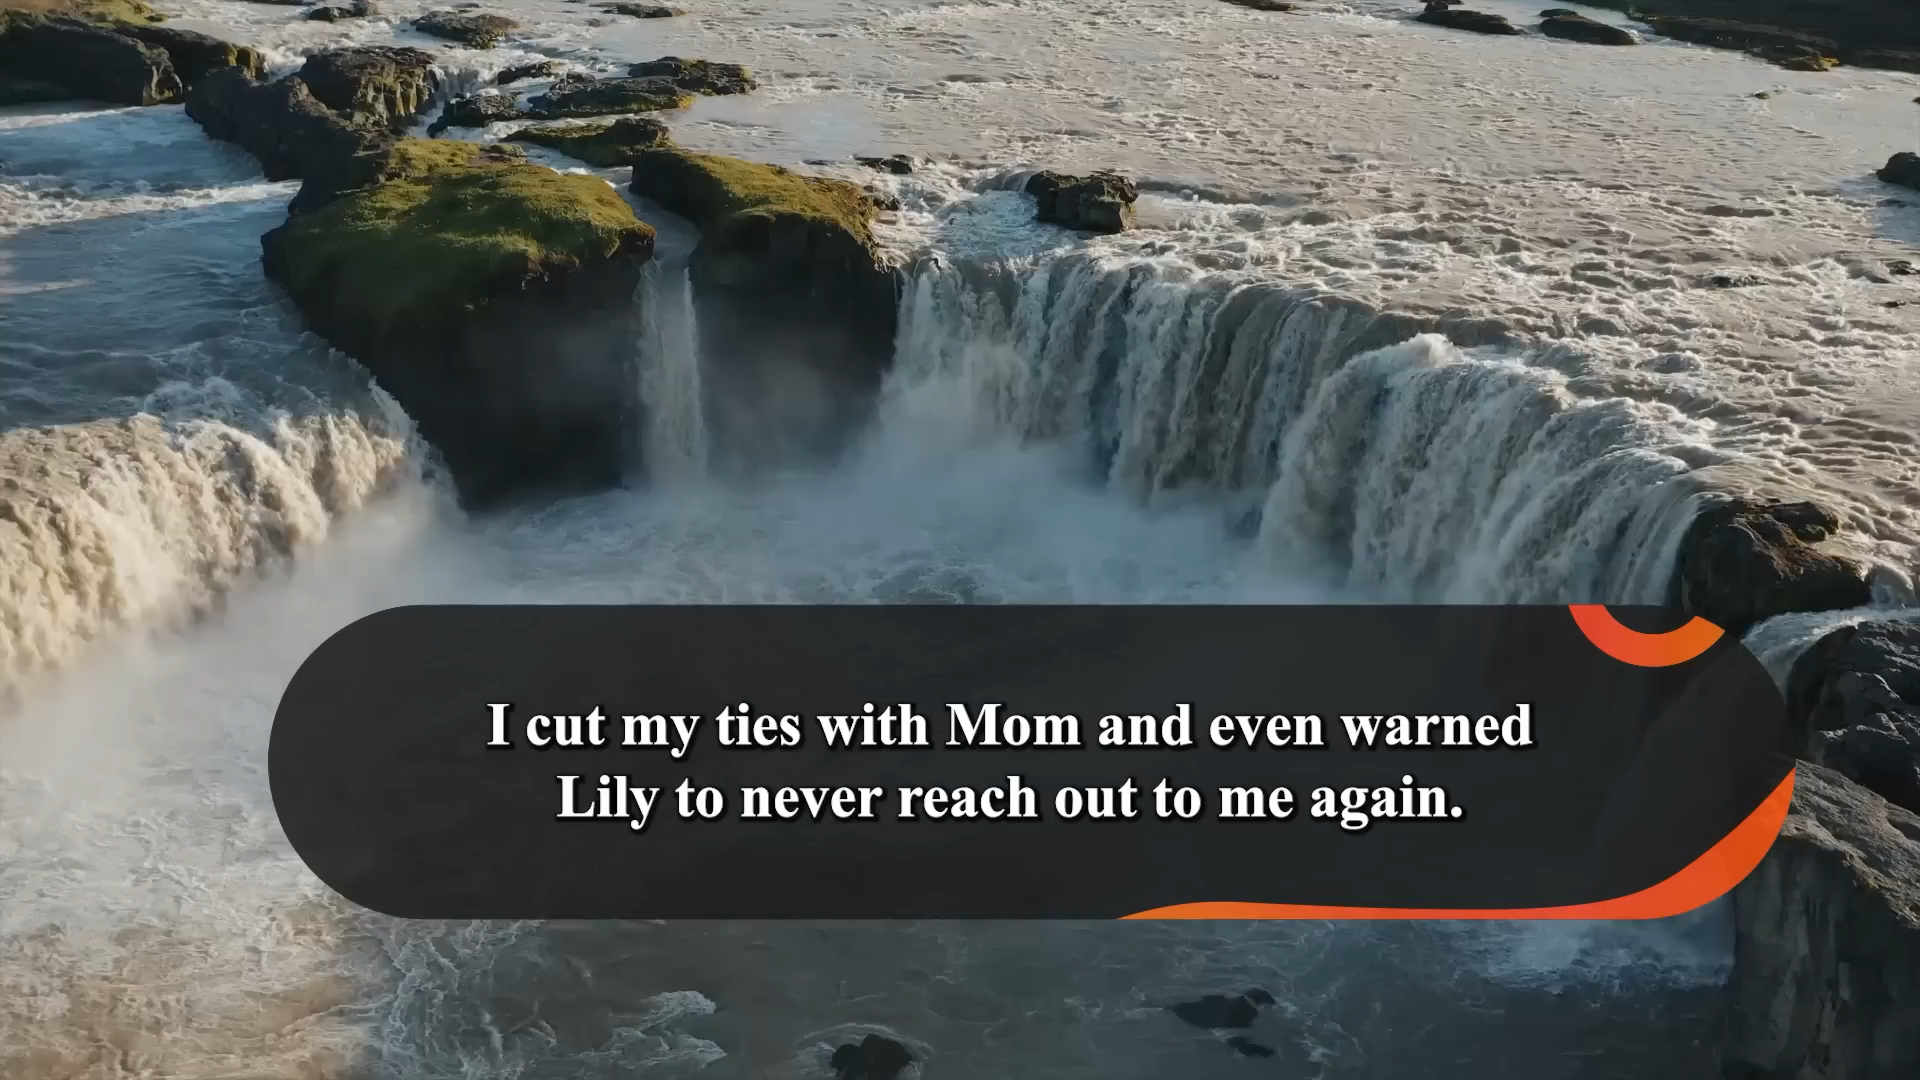 I cut my ties with Mom and even warned
Lily to never reach out to me again.